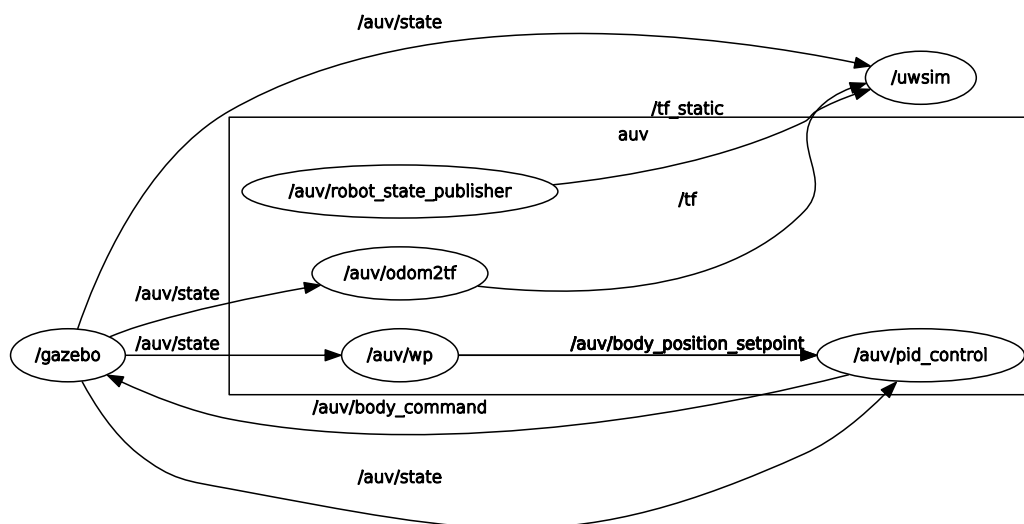 /auv/state
/uwsim
/tf_static
auv
/auv/robot_state_publisher
/tf
/auv/odom2tf
/auv/state
/gazebo
/auv/state
/auv/wp
/auv/body_position_setpoint
/auv/pid_control
/auv/body_command
/auv/state